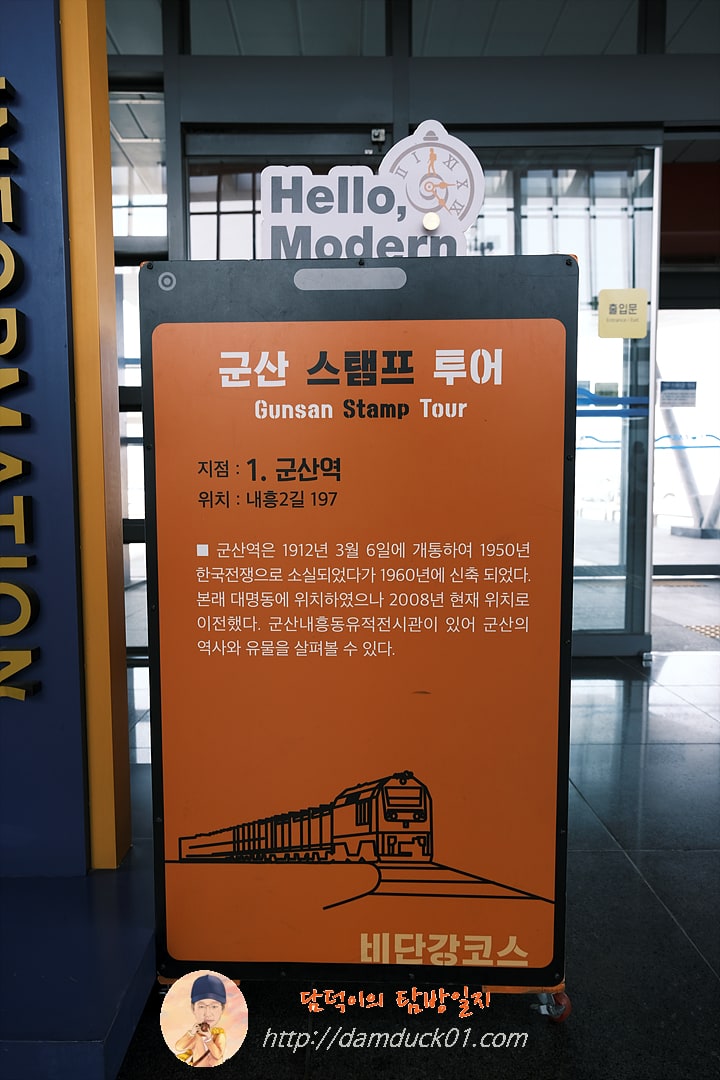 INFORMATION
Hello,
Modern
출입문
Entrance / Exit
군산 스탬프 투어
Gunsan Stamp Tour
지점 : 1. 군산역
위치 : 내흥2길 197
■ 군산역은 1912년 3월 6일에 개통하여 1950년
한국전쟁으로 소실되었다가 1960년에 신축 되었다.
본래 대명동에 위치하였으나 2008년 현재 위치로
이전했다. 군산내흥동유적전시관이 있어 군산의
역사와 유물을 살펴볼 수 있다.
비단강코스
담덕이의 탐방일지
http://damduck01.com